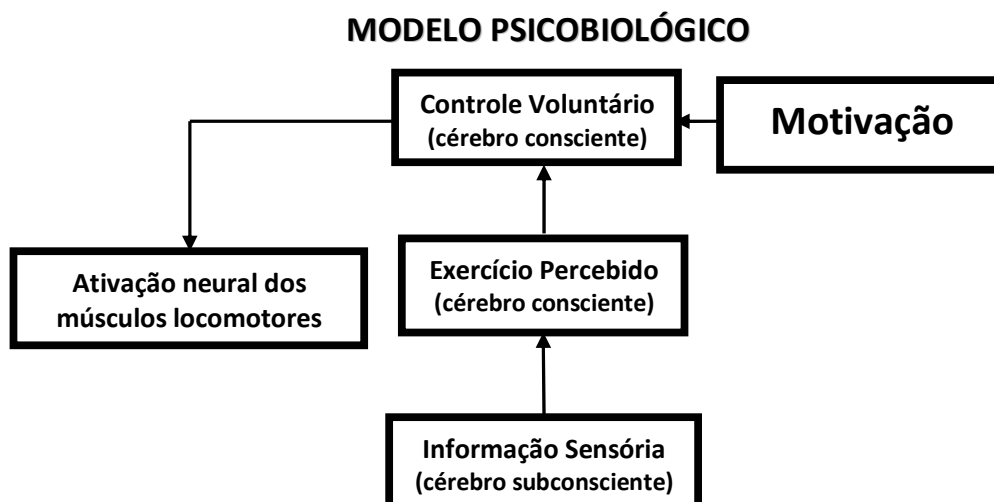 MODELO PSICOBIOLÓGICO
Controle Voluntário
(cérebro consciente)
Motivação
Ativação neural dos
músculos locomotores
Exercício Percebido
(cérebro consciente)
Informação Sensória
(cérebro subconsciente)